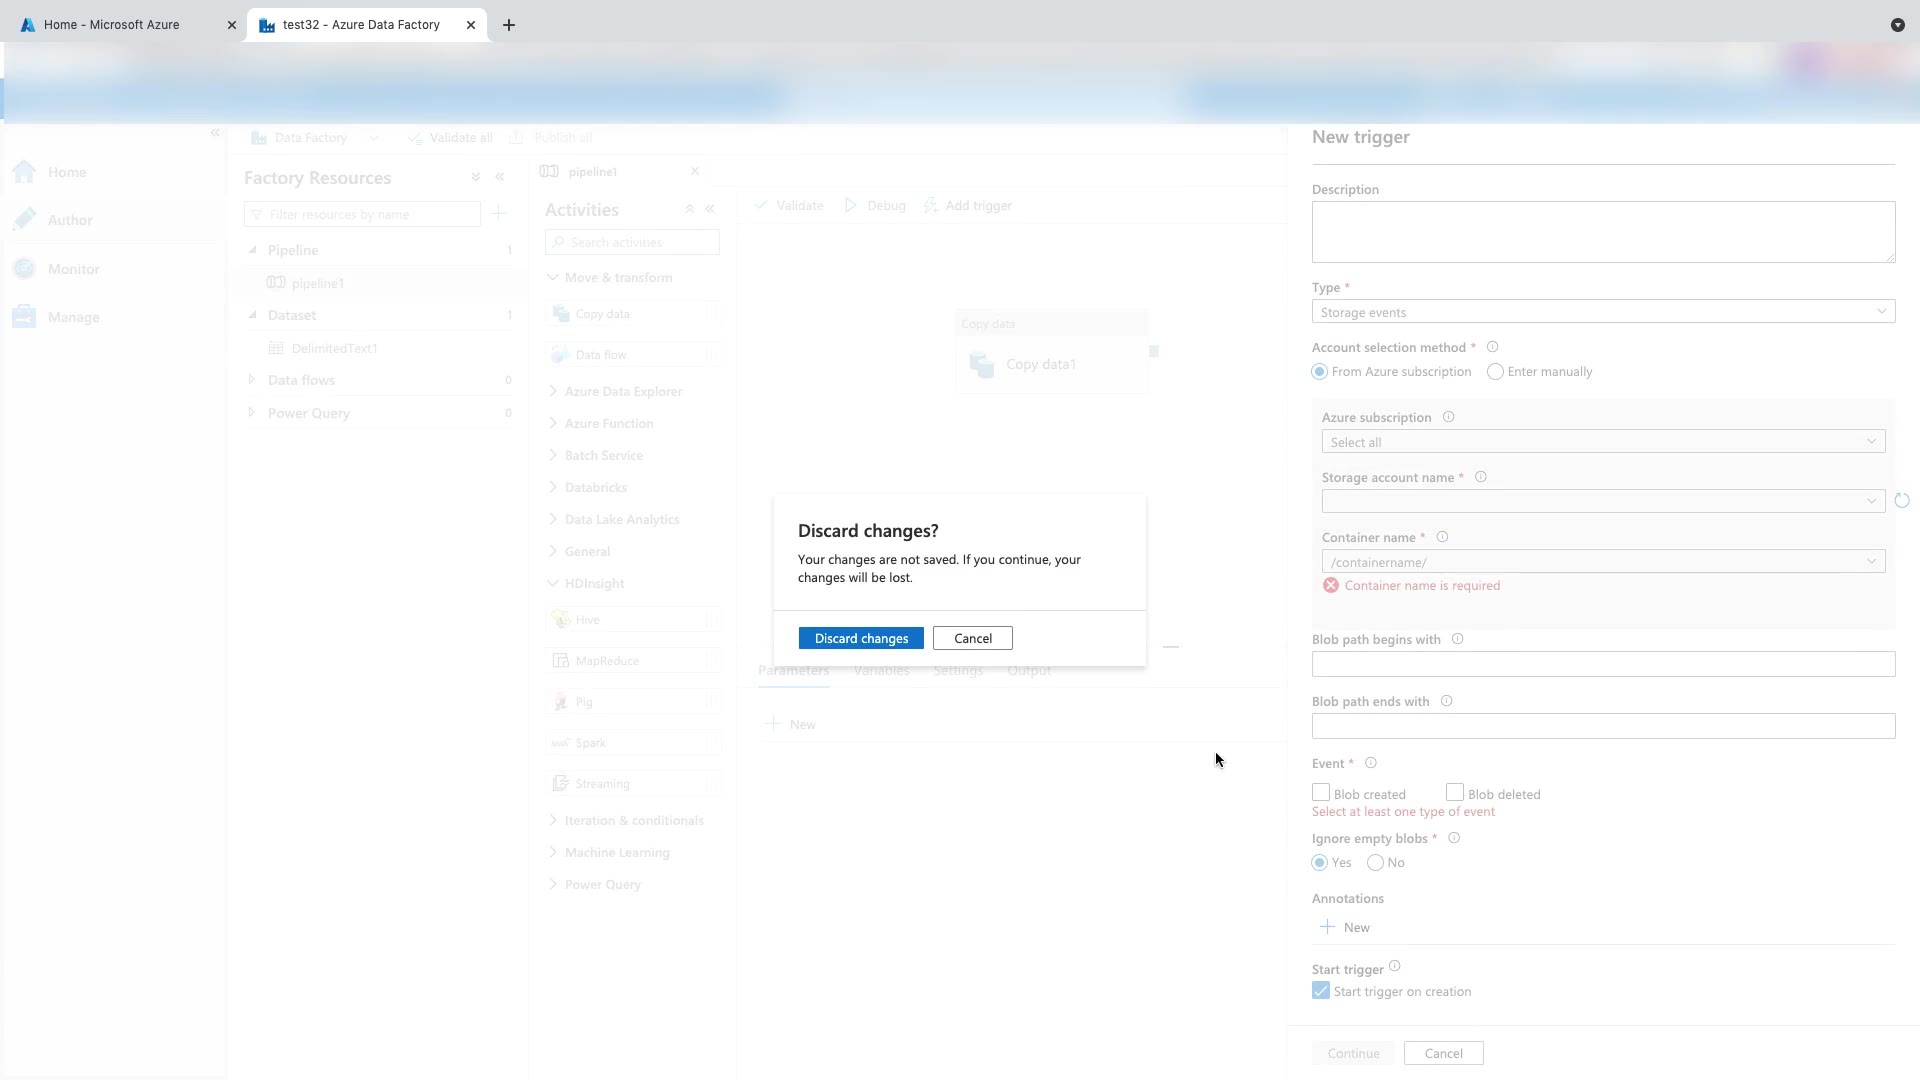 Home - Microsoft Azure
test32 - Azure Data Factory
Data Factory
Validate all
Publish all
Home
Author
Monitor
Manage
Factory Resources
Filter resources by name
Pipeline 1
pipeline1
Dataset 1
DelimitedText1
Data flows 0
Power Query 0
pipeline1
Activities
Search activities
Move & transform
Copy data
Data flow
Azure Data Explorer
Azure Function
Batch Service
Databricks
Data Lake Analytics
General
HDInsight
Hive
MapReduce
Pig
Spark
Streaming
Iteration & conditionals
Machine Learning
Power Query
Validate
Debug
Add trigger
Copy data
Copy data1
Discard changes?
Your changes are not saved. If you continue, your
changes will be lost.
Discard changes
Cancel
Parameters
Variables
Settings
Output
New
New trigger
Description
Type *
Storage events
Account selection method *
From Azure subscription
Enter manually
Azure subscription
Select all
Storage account name *
Container name *
/containername/
Container name is required
Blob path begins with
Blob path ends with
Event *
Blob created
Blob deleted
Select at least one type of event
Ignore empty blobs *
Yes
No
Annotations
New
Start trigger
Start trigger on creation
Continue
Cancel